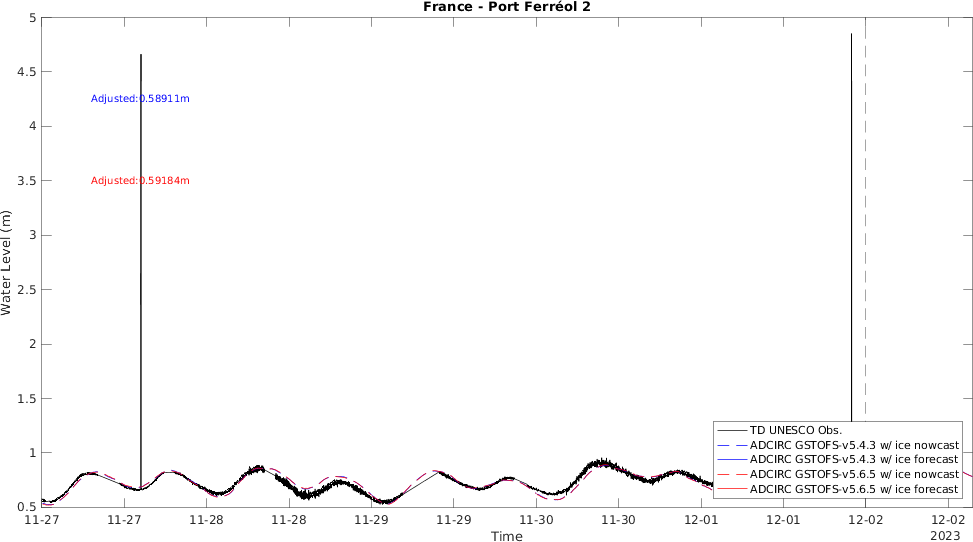 France - Port Ferréol 2
5
4.5
4
3.5
3
2.5
2
1.5
1
0.5
Water Level (m)
Adjusted:0.58911m
Adjusted:0.59184m
TD UNESCO Obs.
ADCIRC GSTOFS-v5.4.3 w/ ice nowcast
ADCIRC GSTOFS-v5.4.3 w/ ice forecast
ADCIRC GSTOFS-v5.6.5 w/ ice nowcast
ADCIRC GSTOFS-v5.6.5 w/ ice forecast
11-27 11-27 11-28 11-28 11-29 11-29 11-30 11-30 12-01 12-01 12-02 12-02
2023
Time